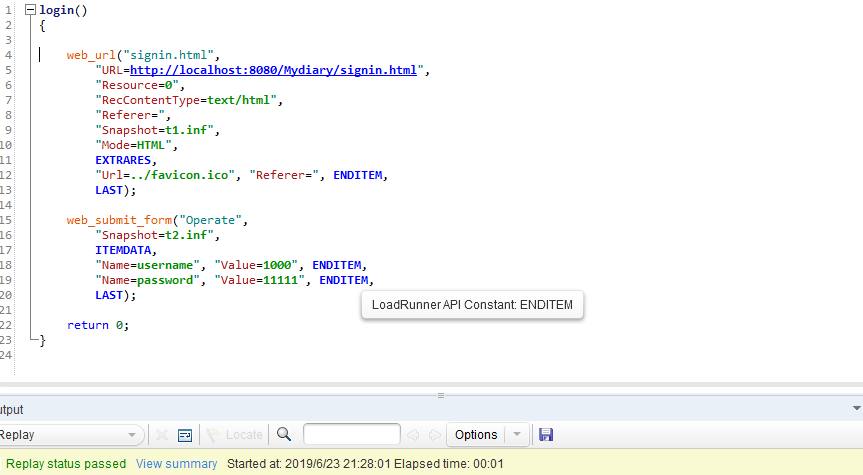 1 login()
2 {
3
4 web_url("signin.html",
5 "URL=http://localhost:8080/Mydiary/signin.html",
6 "Resource=0",
7 "RecContentType=text/html",
8 "Referer=",
9 "Snapshot=t1.inf",
10 "Mode=HTML",
11 EXTRARES,
12 "Url=../favicon.ico", "Referer=", ENDITEM,
13 LAST);
14
15 web_submit_form("Operate",
16 "Snapshot=t2.inf",
17 ITEMDATA,
18 "Name=username", "Value=1000", ENDITEM,
19 "Name=password", "Value=11111", ENDITEM,
20 LAST);
LoadRunner API Constant: ENDITEM
21
22 return 0;
23 }
24
utput
Replay Locate Options
Replay status passed View summary Started at: 2019/6/23 21:28:01 Elapsed time: 00:01